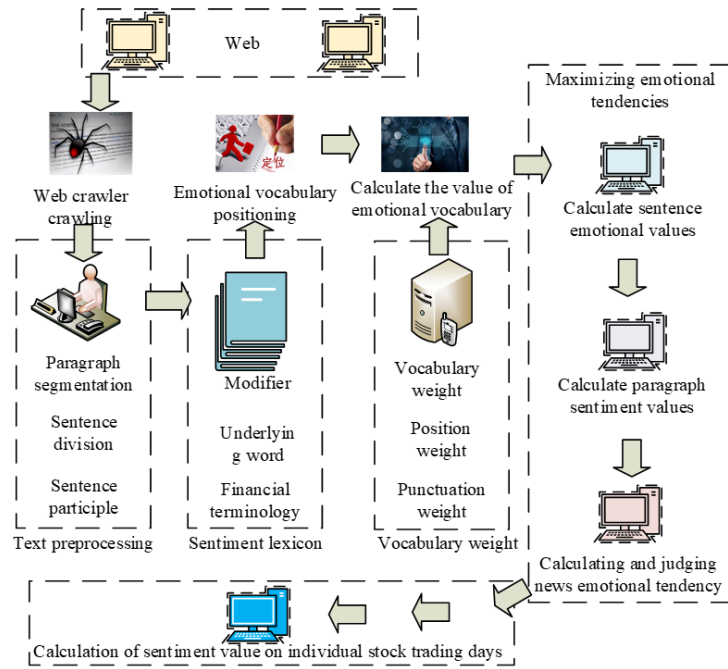 Web
Web crawler
crawling
Emotional vocabulary
positioning
定位
Calculate the value of
emotional vocabulary
Maximizing emotional
tendencies
Calculate sentence
emotional values
Calculate paragraph
sentiment values
Calculating and judging
news emotional tendency
Paragraph
segmentation
Sentence
division
Sentence
participle
Text preprocessing
Modifier
Underlyin
g word
Financial
terminology
Sentiment lexicon
Vocabulary
weight
Position
weight
Punctuation
weight
Vocabulary weight
Calculation of sentiment value on individual stock trading days